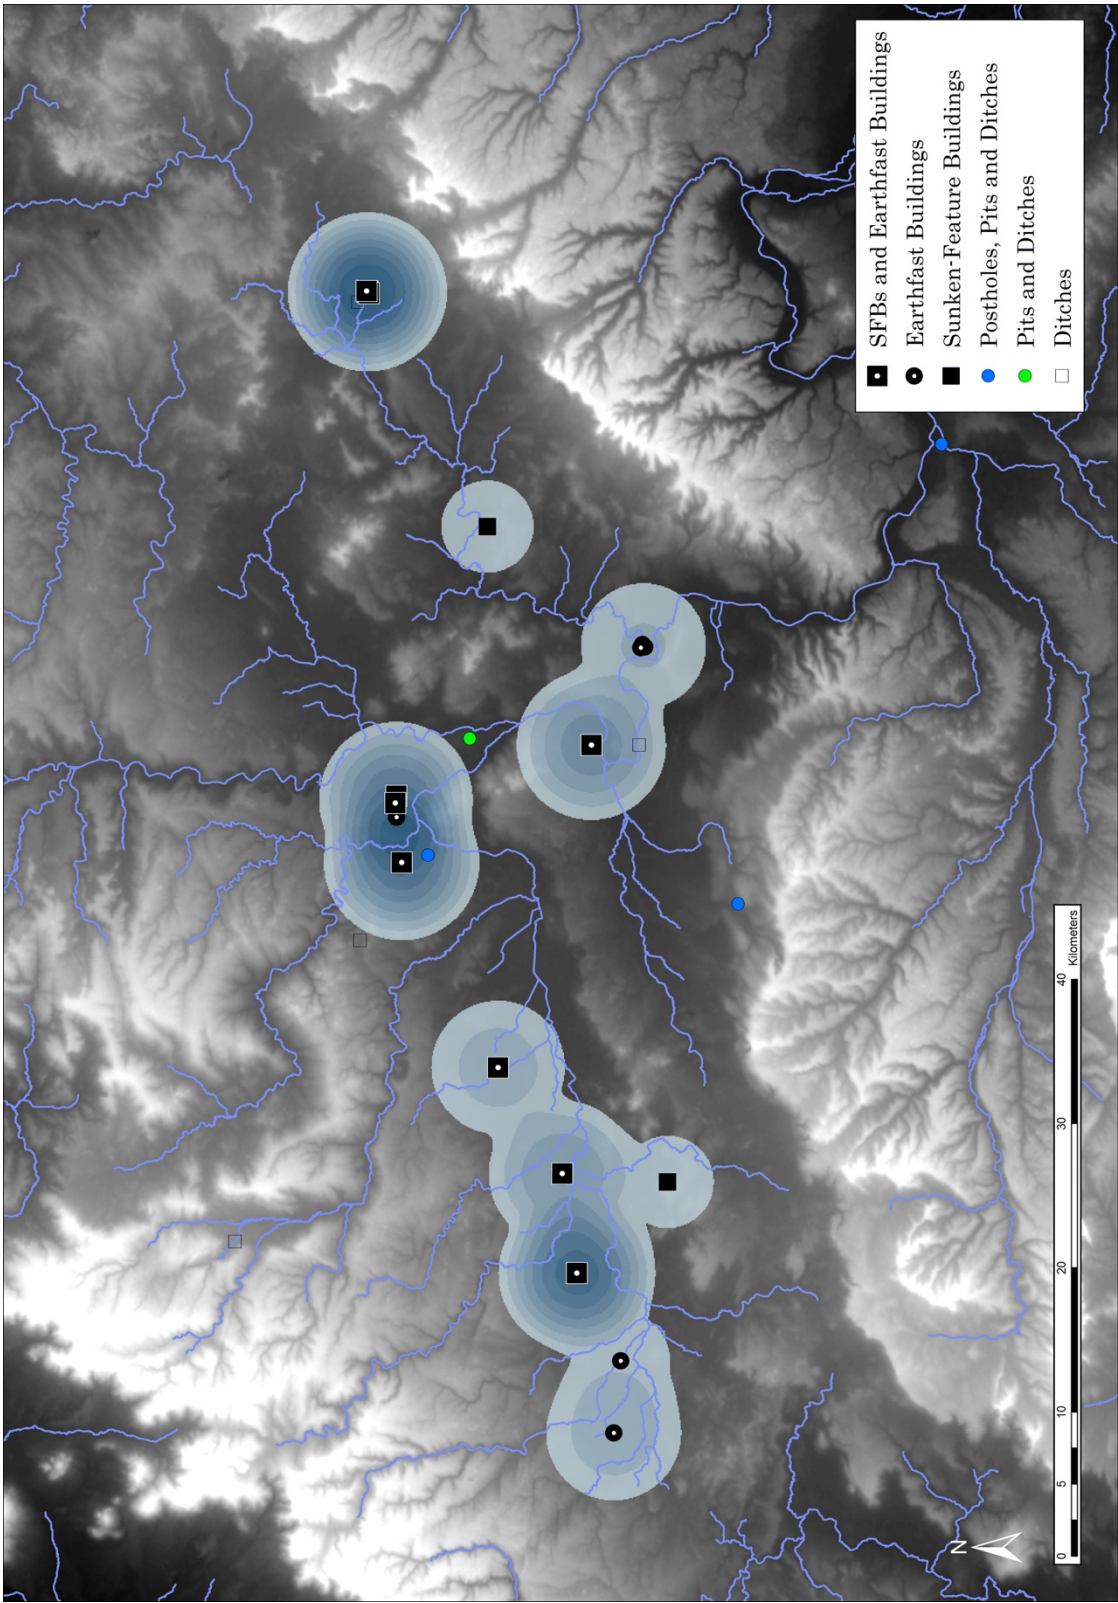 SFBs and Earthfast Buildings
Earthfast Buildings
Sunken-Feature Buildings
Postholes, Pits and Ditches
Pits and Ditches
Ditches
N
0 5 10 20 30 40
Kilometers